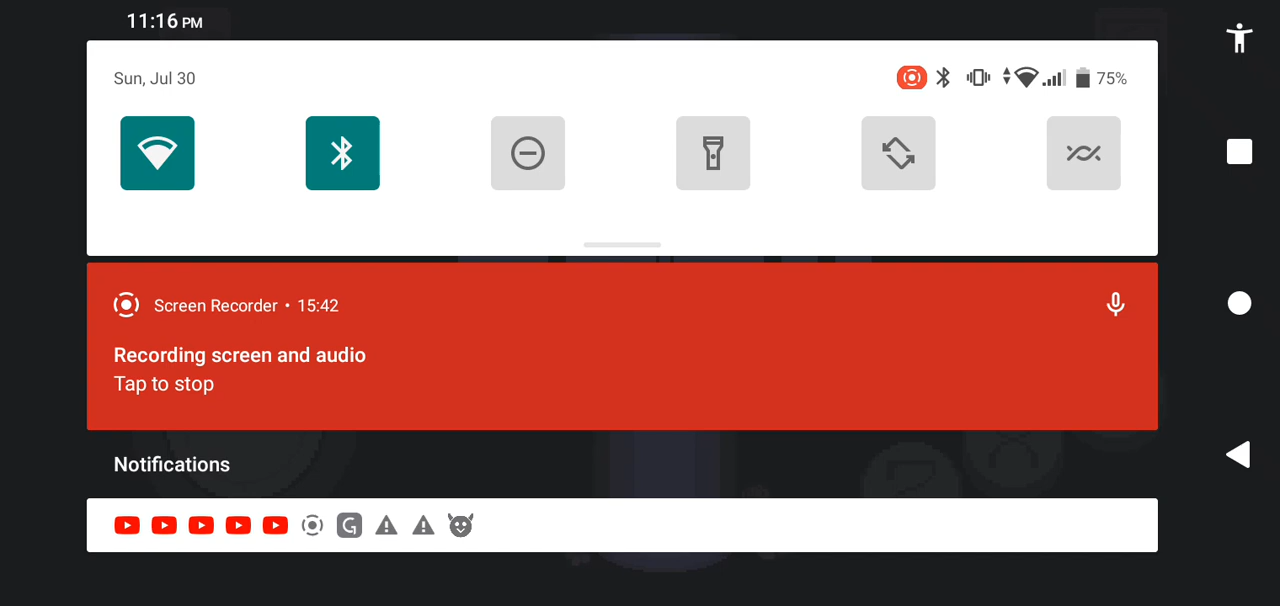 11:16 PM
Sun, Jul 30
75%
Screen Recorder • 15:42
Recording screen and audio
Tap to stop
Notifications